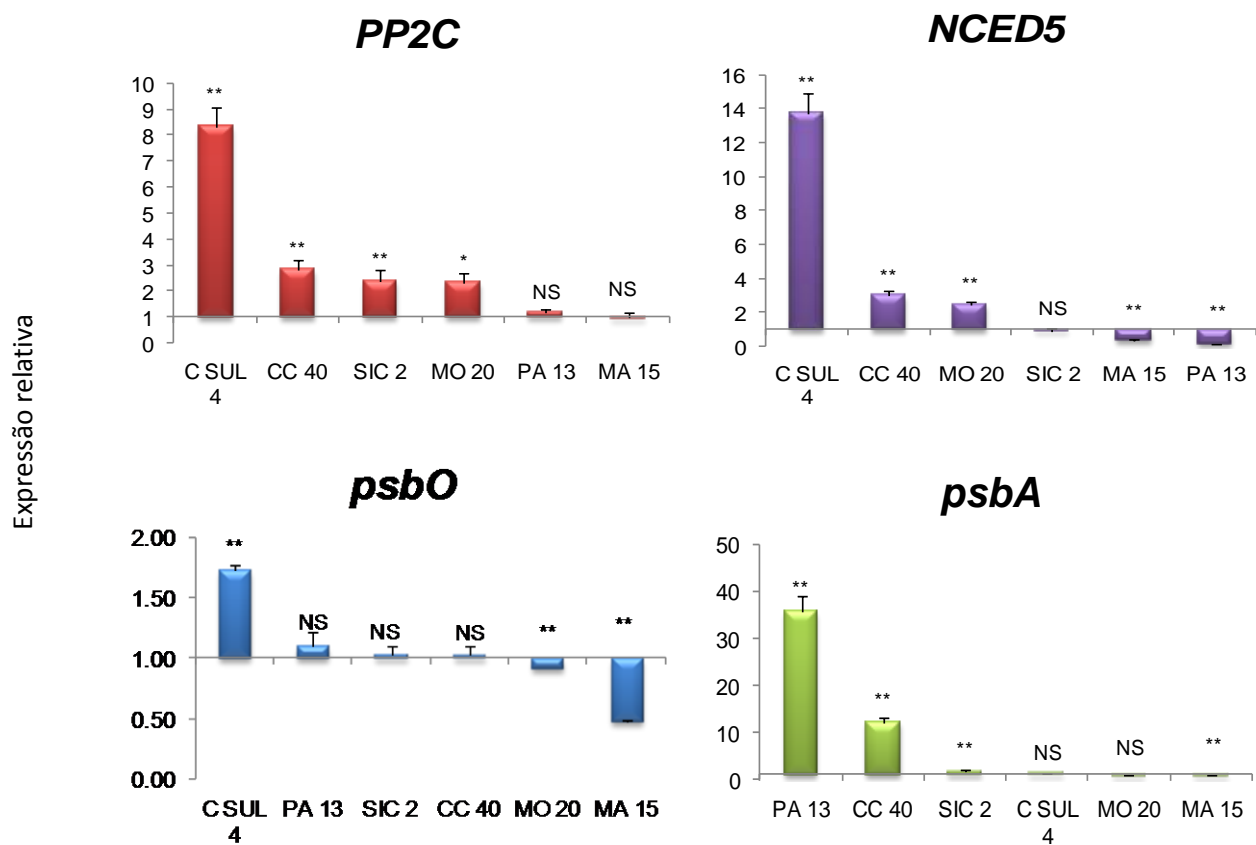 PP2C
10
9
8
7
6
5
4
3
2
1
0
**
**
**
*
NS
NS
C SUL
4
CC 40
SIC 2
MO 20
PA 13
MA 15
NCED5
16
14
12
10
8
6
4
2
0
**
**
**
NS
**
**
C SUL
4
CC 40
MO 20
SIC 2
MA 15
PA 13
Expressão relativa
psbO
2.00
1.50
1.00
0.50
0.00
**
NS
NS
NS
**
**
C SUL
4
PA 13
SIC 2
CC 40
MO 20
MA 15
psbA
50
40
30
20
10
0
**
**
**
NS
NS
**
PA 13
CC 40
SIC 2
C SUL
4
MO 20
MA 15